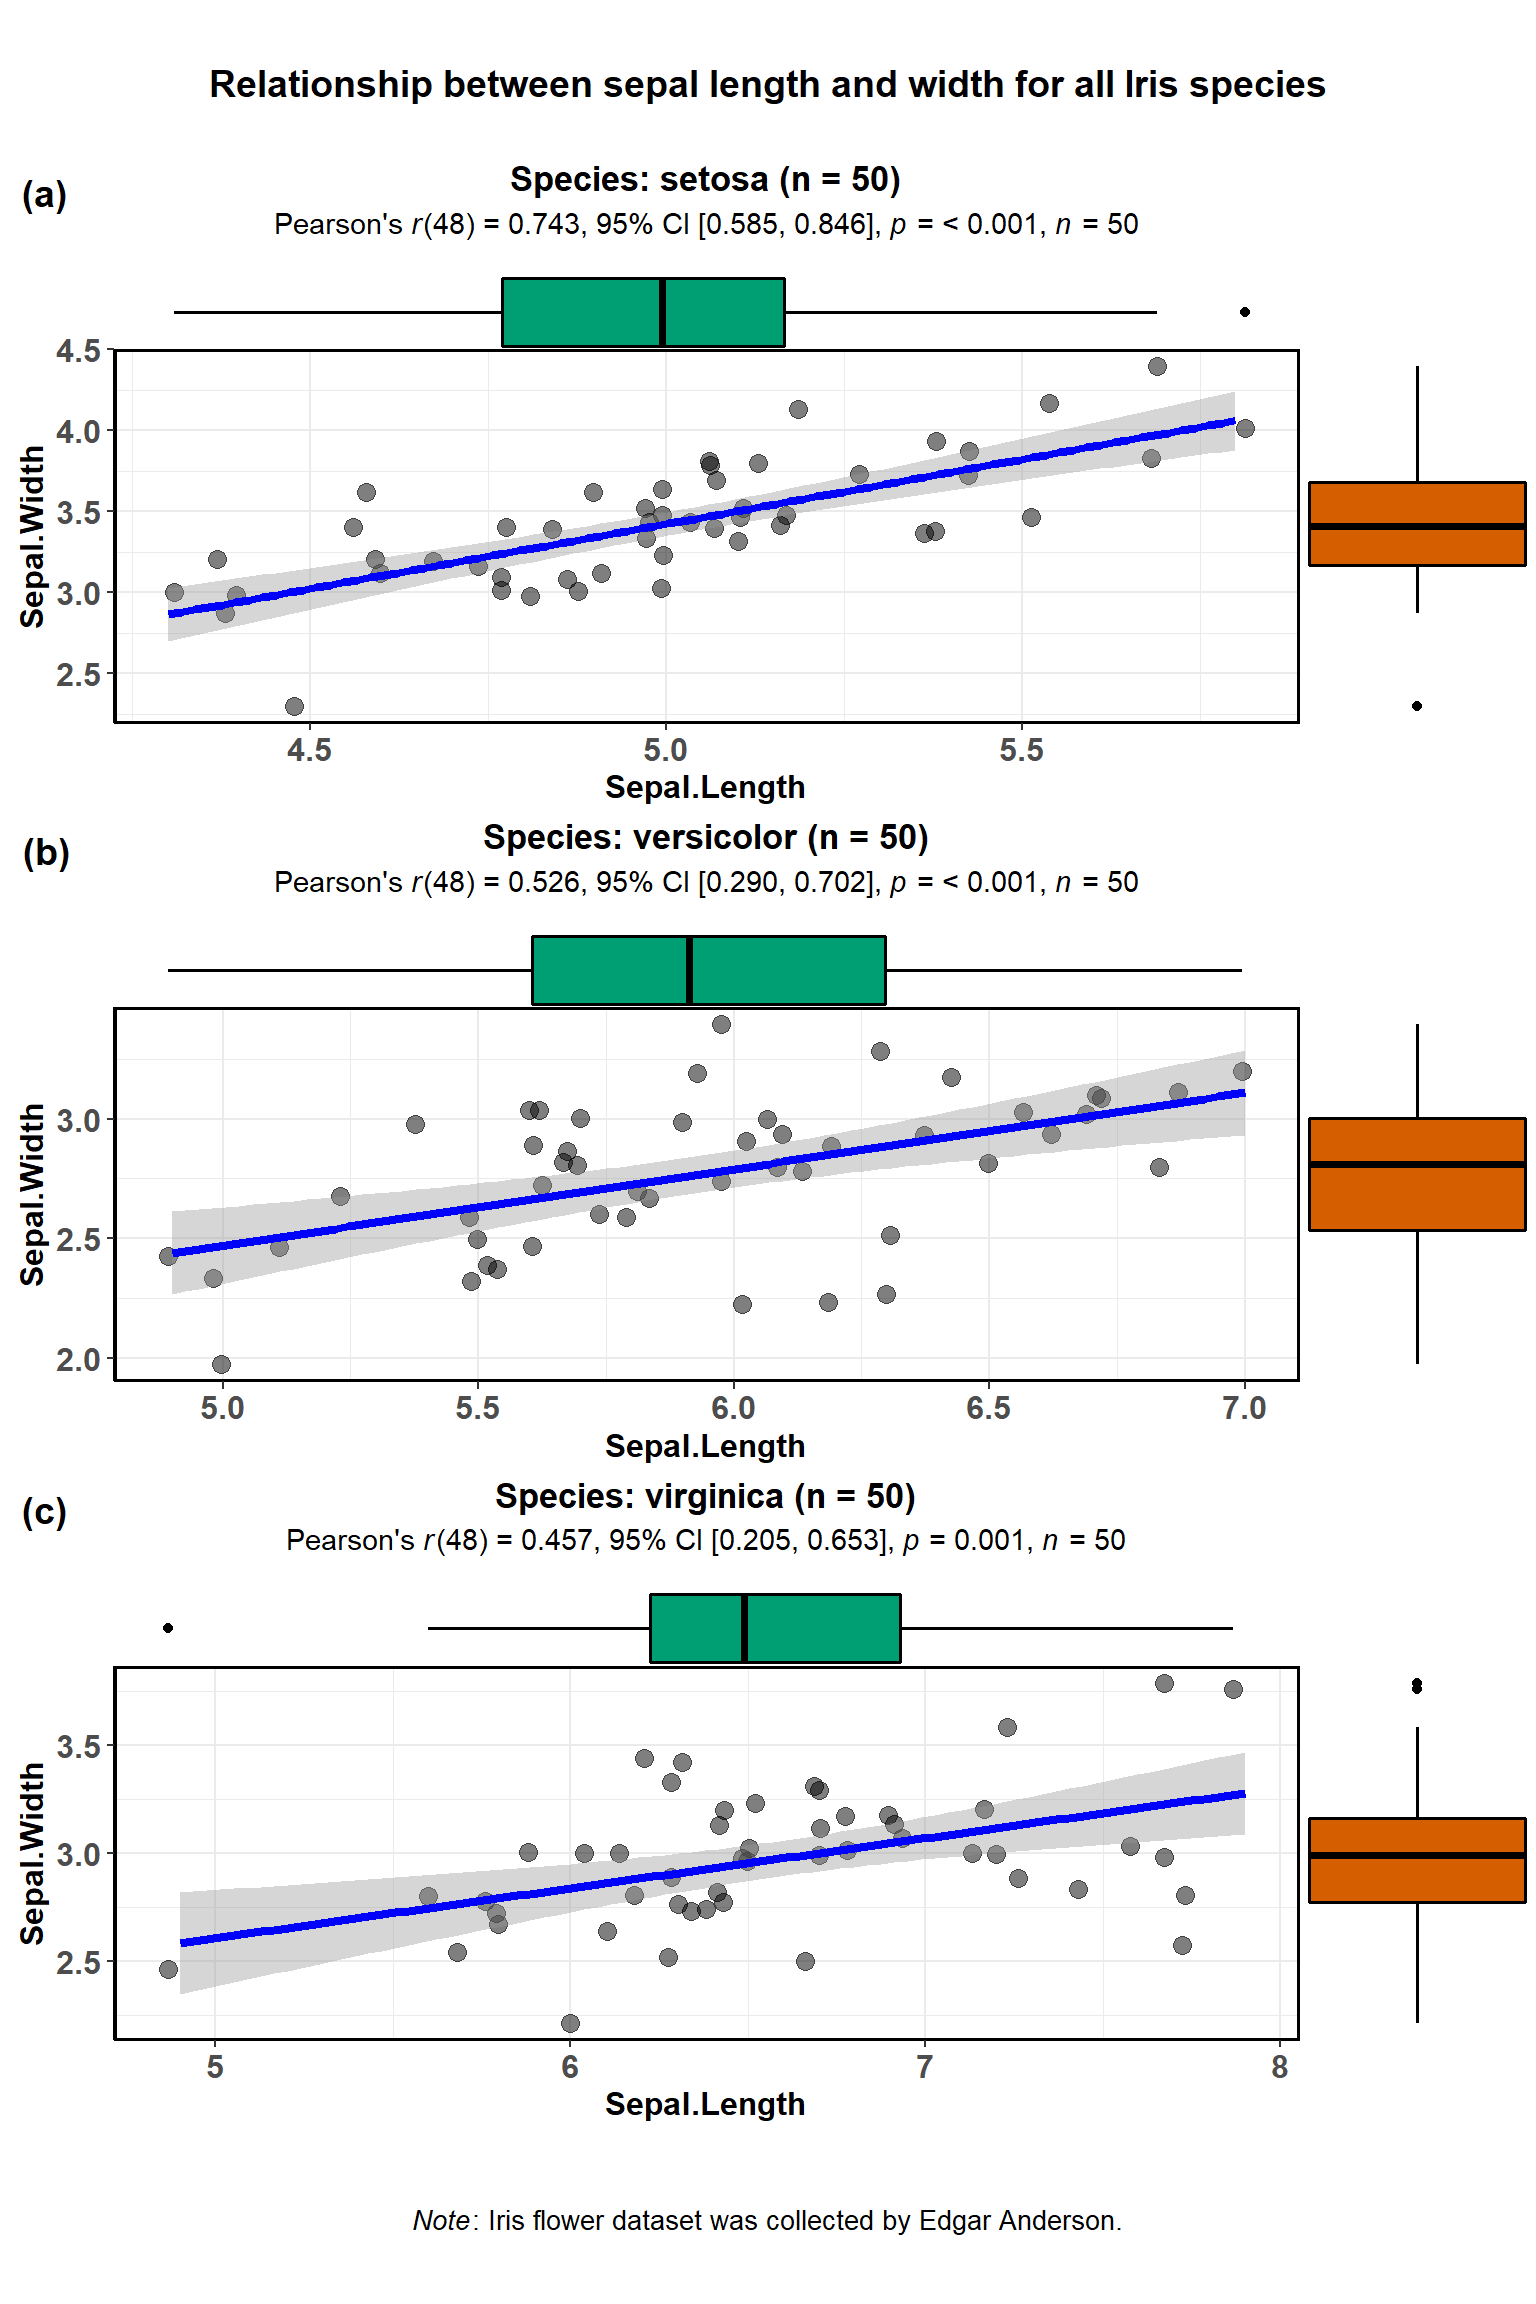 Relationship between sepal length and width for all Iris species
(a)
Species: setosa (n = 50)
Pearson's r(48) = 0.743, 95% CI [0.585, 0.846], p = < 0.001, n = 50
4.5
4.0
3.5
3.0
2.5
Sepal.Width
4.5 5.0 5.5
Sepal.Length
(b)
Species: versicolor (n = 50)
Pearson's r(48) = 0.526, 95% CI [0.290, 0.702], p = < 0.001, n = 50
3.0
2.5
2.0
Sepal.Width
5.0 5.5 6.0 6.5 7.0
Sepal.Length
(c)
Species: virginica (n = 50)
Pearson's r(48) = 0.457, 95% CI [0.205, 0.653], p = 0.001, n = 50
3.5
3.0
2.5
Sepal.Width
5 6 7 8
Sepal.Length
Note: Iris flower dataset was collected by Edgar Anderson.